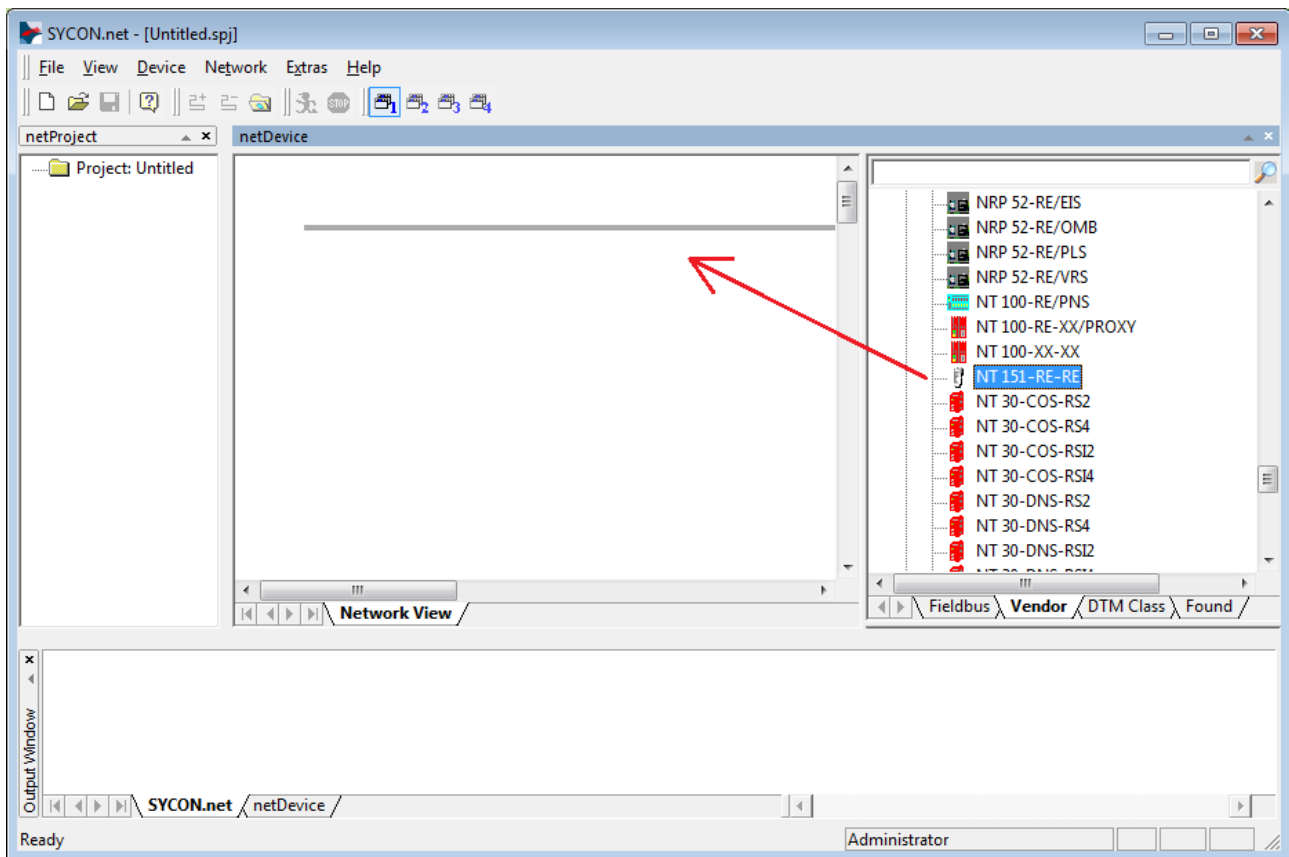 SYCON.net - [Untitled.spj]
File View Device Network Extras Help
1 2 3 4
netProject
netDevice
Project: Untitled
NRP 52-RE/EIS
NRP 52-RE/OMB
NRP 52-RE/PLS
NRP 52-RE/VRS
NT 100-RE/PNS
NT 100-RE-XX/PROXY
NT 100-XX-XX
NT 151-RE-RE
NT 30-COS-RS2
NT 30-COS-RS4
NT 30-COS-RSI2
NT 30-COS-RSI4
NT 30-DNS-RS2
NT 30-DNS-RS4
NT 30-DNS-RSI2
Network View
Fieldbus Vendor DTM Class Found
Output Window
SYCON.net netDevice
Ready
Administrator